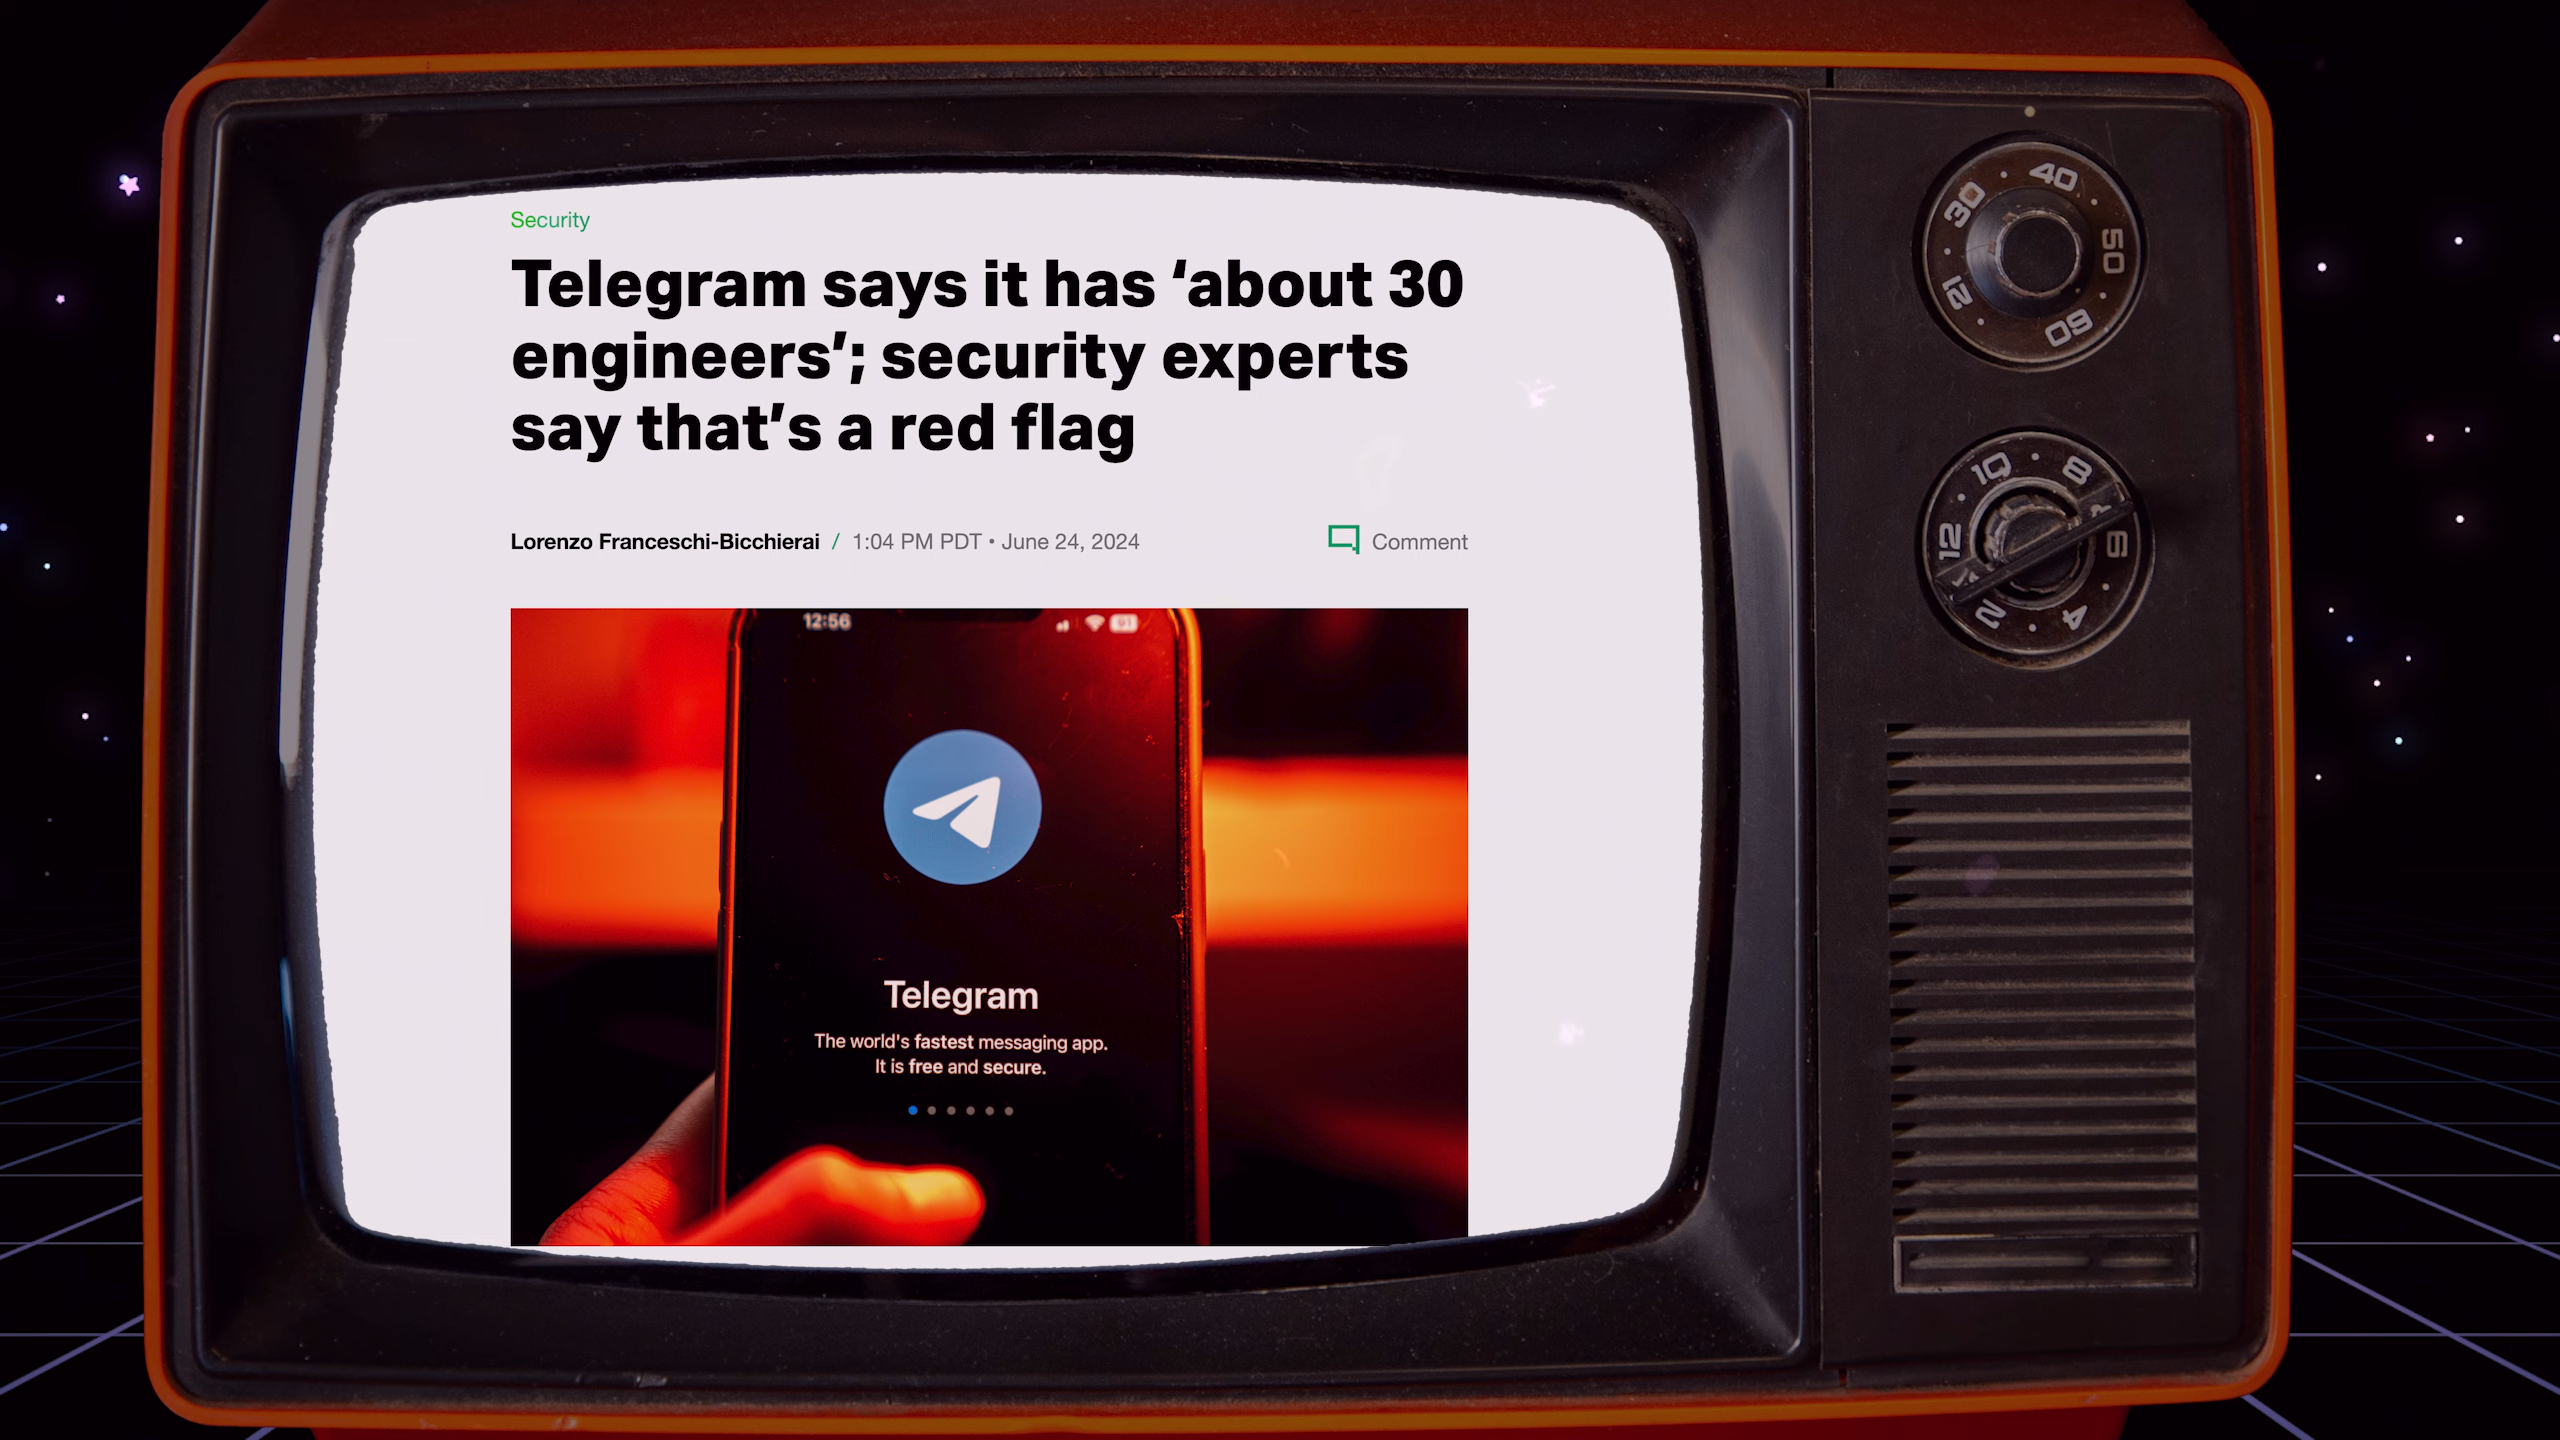 Security
Telegram says it has ‘about 30
engineers’; security experts
say that’s a red flag
Lorenzo Franceschi-Bicchierai / 1:04 PM PDT • June 24, 2024
Comment
12:56
91
Telegram
The world's fastest messaging app.
It is free and secure.
40
30
50
21
60
10
8
12
6
2
4